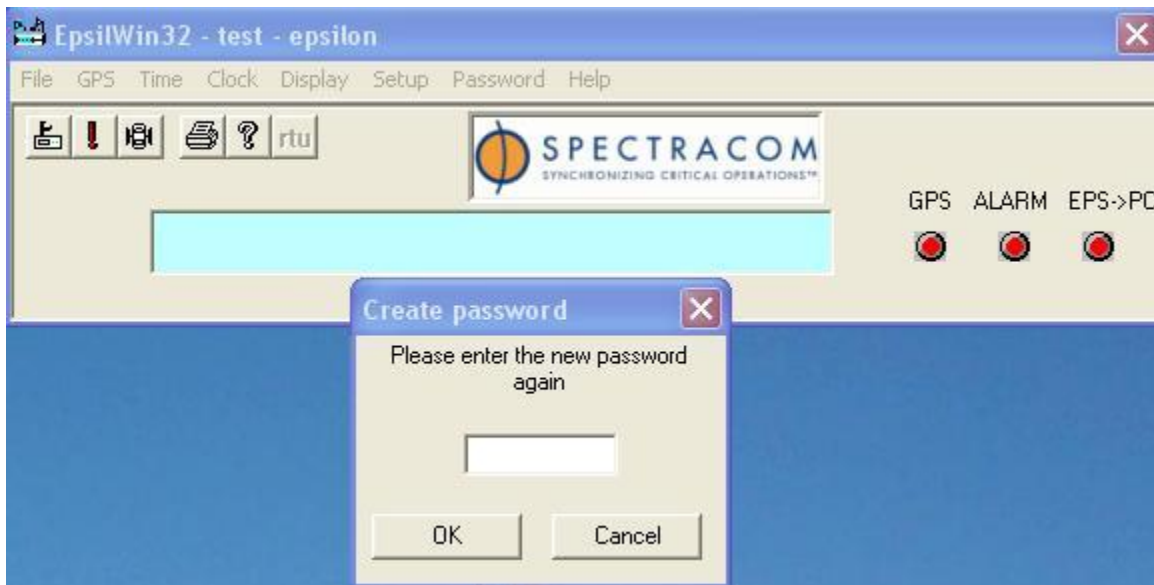 EpsilWin32 - test - epsilon
File GPS Time Clock Display Setup Password Help
rtu
SPECTRACOM
SYNCHRONIZING CRITICAL OPERATIONS™
GPS ALARM EPS->PC
Create password
Please enter the new password
again
OK Cancel